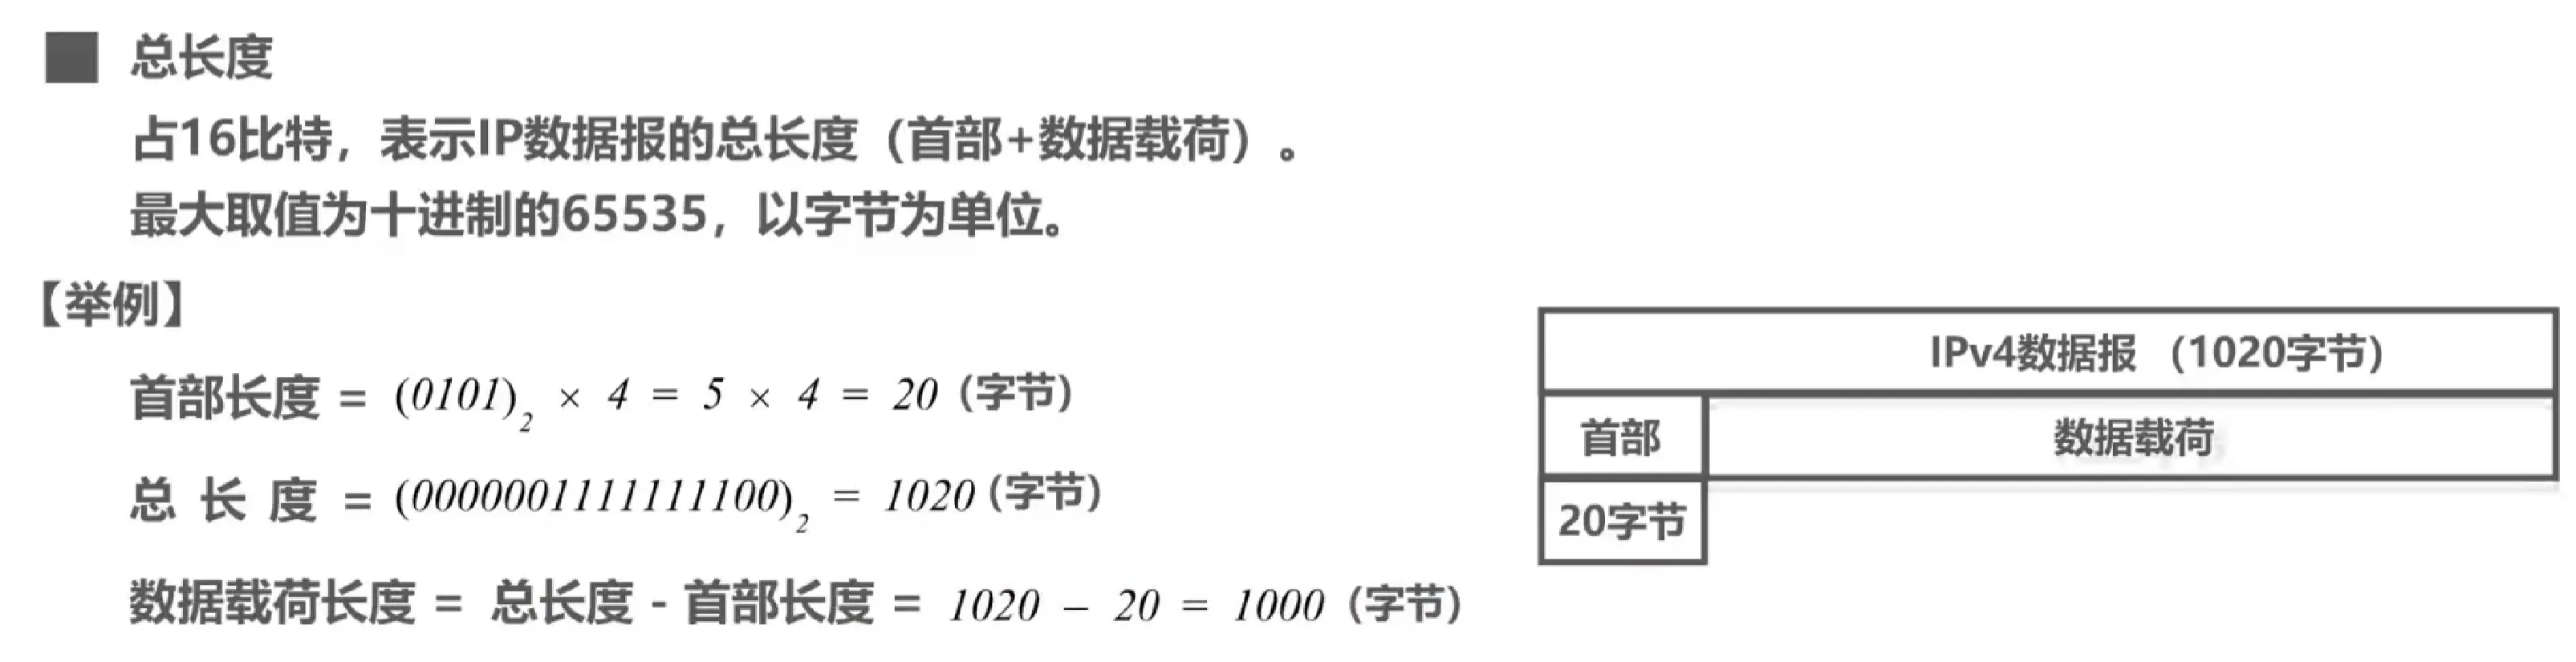 总长度
占16比特，表示IP数据报的总长度（首部+数据载荷）。
最大取值为十进制的65535，以字节为单位。
【举例】
首部长度 = (0101)₂ × 4 = 5 × 4 = 20 (字节)
总 长 度 = (0000001111111100)₂ = 1020 (字节)
数据载荷长度 = 总长度 - 首部长度 = 1020 – 20 = 1000 (字节)
IPv4数据报 （1020字节）
首部 数据载荷
20字节